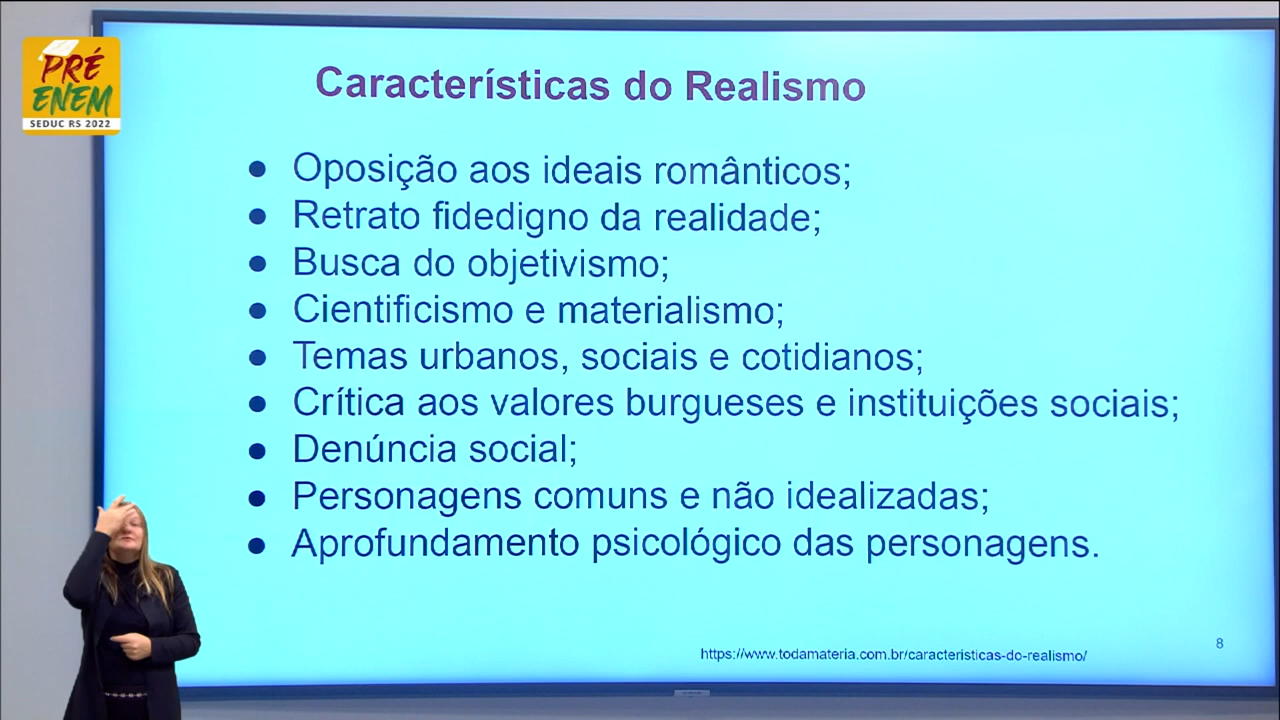 PRÉ
ENEM
SEDUC RS 2022
Características do Realismo
● Oposição aos ideais românticos;
● Retrato fidedigno da realidade;
● Busca do objetivismo;
● Cientificismo e materialismo;
● Temas urbanos, sociais e cotidianos;
● Crítica aos valores burgueses e instituições sociais;
● Denúncia social;
● Personagens comuns e não idealizadas;
● Aprofundamento psicológico das personagens.
8
https://www.todamateria.com.br/caracteristicas-do-realismo/